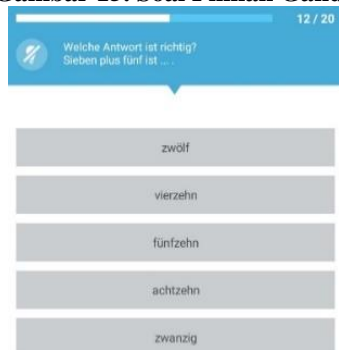 12 / 20
Welche Antwort ist richtig?
Sieben plus fünf ist ... .
zwölf
vierzehn
fünfzehn
achtzehn
zwanzig